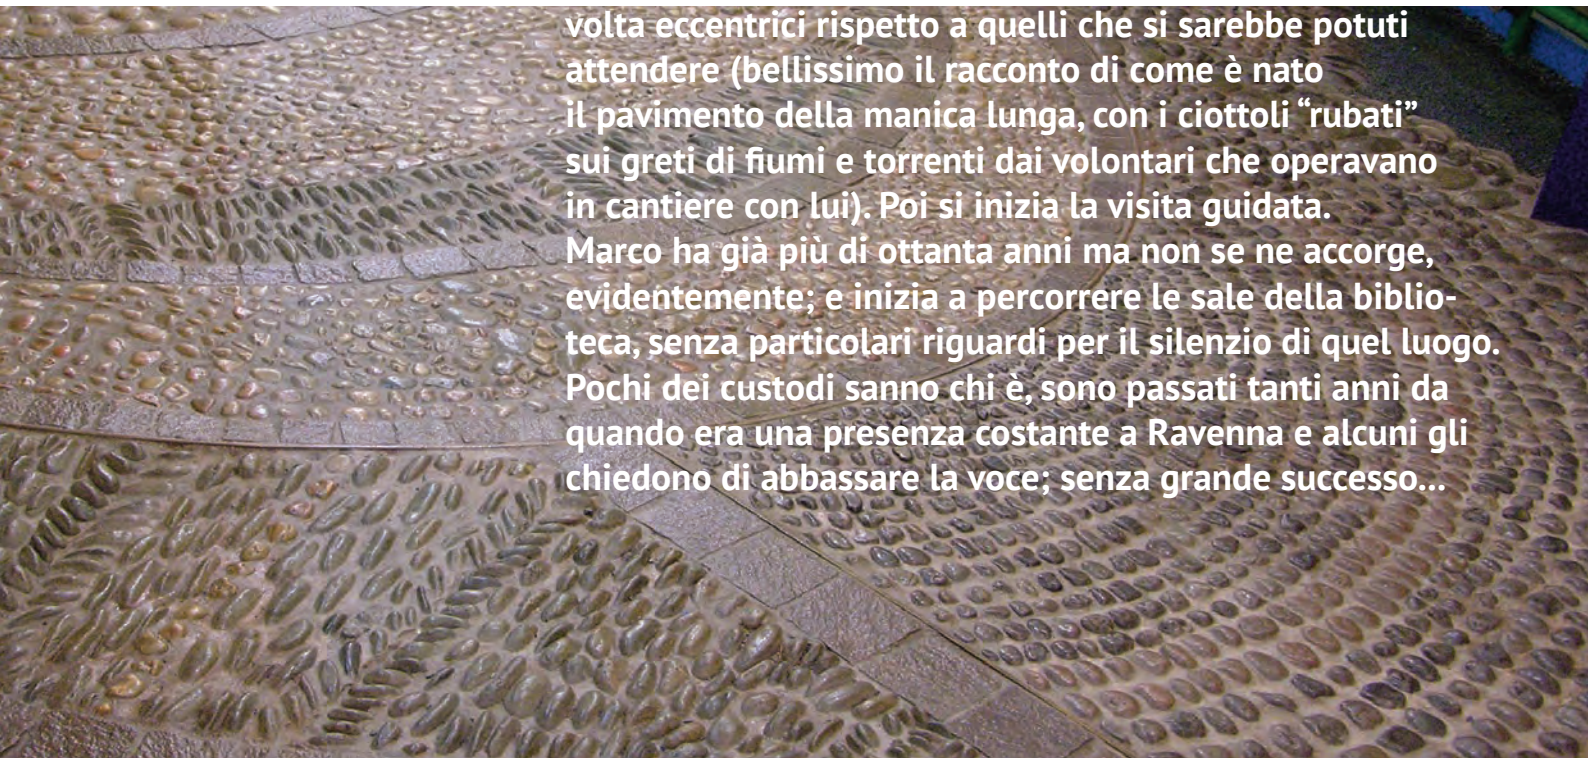 volta eccentrici rispetto a quelli che si sarebbe potuti
attendere (bellissimo il racconto di come è nato
il pavimento della manica lunga, con i ciottoli “rubati”
sui greti di fiumi e torrenti dai volontari che operavano
in cantiere con lui). Poi si inizia la visita guidata.
Marco ha già più di ottanta anni ma non se ne accorge,
evidentemente; e inizia a percorrere le sale della biblio-
teca, senza particolari riguardi per il silenzio di quel luogo.
Pochi dei custodi sanno chi è, sono passati tanti anni da
quando era una presenza costante a Ravenna e alcuni gli
chiedono di abbassare la voce; senza grande successo...